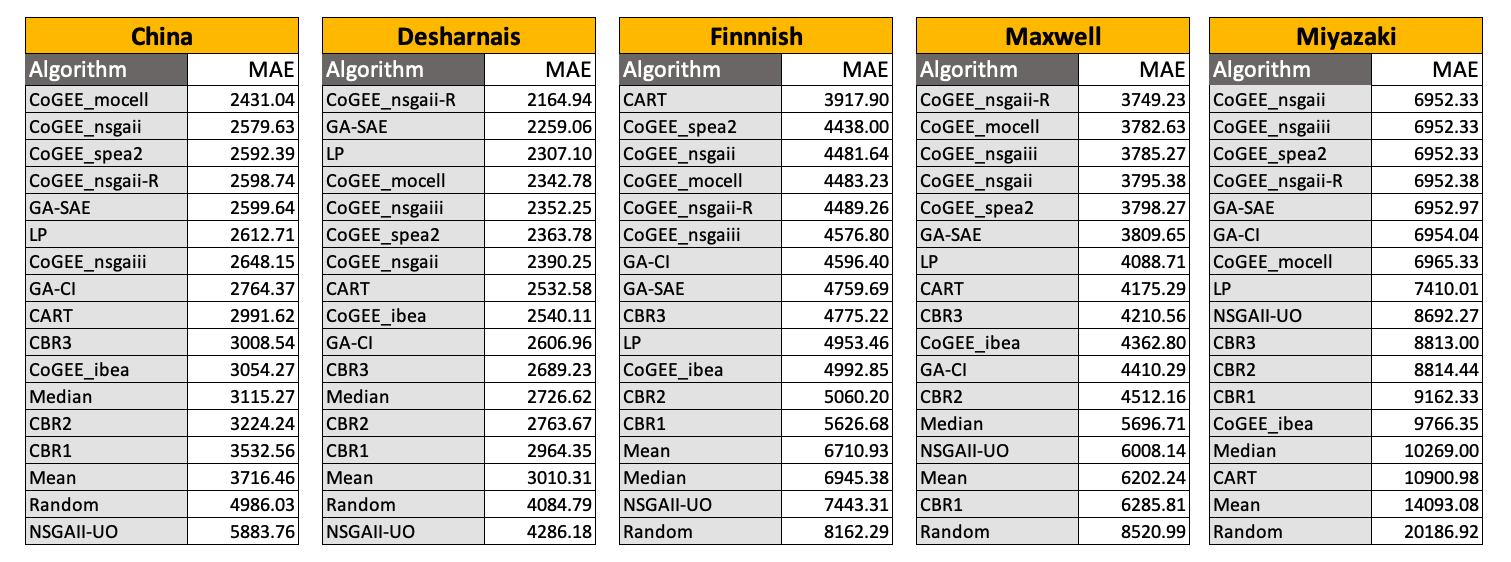 China Desharnais Finnnish Maxwell Miyazaki
Algorithm MAE Algorithm MAE Algorithm MAE Algorithm MAE Algorithm MAE
CoGEE_mocell 2431.04 CoGEE_nsgaii-R 2164.94 CART 3917.90 CoGEE_nsgaii-R 3749.23 CoGEE_nsgaii 6952.33
CoGEE_nsgaii 2579.63 GA-SAE 2259.06 CoGEE_spea2 4438.00 CoGEE_mocell 3782.63 CoGEE_nsgaiii 6952.33
CoGEE_spea2 2592.39 LP 2307.10 CoGEE_nsgaii 4481.64 CoGEE_nsgaiii 3785.27 CoGEE_spea2 6952.33
CoGEE_nsgaii-R 2598.74 CoGEE_mocell 2342.78 CoGEE_mocell 4483.23 CoGEE_nsgaii 3795.38 CoGEE_nsgaii-R 6952.38
GA-SAE 2599.64 CoGEE_nsgaiii 2352.25 CoGEE_nsgaii-R 4489.26 CoGEE_spea2 3798.27 GA-SAE 6952.97
LP 2612.71 CoGEE_spea2 2363.78 CoGEE_nsgaiii 4576.80 GA-SAE 3809.65 GA-CI 6954.04
CoGEE_nsgaiii 2648.15 CoGEE_nsgaii 2390.25 GA-CI 4596.40 LP 4088.71 CoGEE_mocell 6965.33
GA-CI 2764.37 CART 2532.58 GA-SAE 4759.69 CART 4175.29 LP 7410.01
CART 2991.62 CoGEE_ibea 2540.11 CBR3 4775.22 CBR3 4210.56 NSGAII-UO 8692.27
CBR3 3008.54 GA-CI 2606.96 LP 4953.46 CoGEE_ibea 4362.80 CBR3 8813.00
CoGEE_ibea 3054.27 CBR3 2689.23 CoGEE_ibea 4992.85 GA-CI 4410.29 CBR2 8814.44
Median 3115.27 Median 2726.62 CBR2 5060.20 CBR2 4512.16 CBR1 9162.33
CBR2 3224.24 CBR2 2763.67 CBR1 5626.68 Median 5696.71 CoGEE_ibea 9766.35
CBR1 3532.56 CBR1 2964.35 Mean 6710.93 NSGAII-UO 6008.14 Median 10269.00
Mean 3716.46 Mean 3010.31 Median 6945.38 Mean 6202.24 CART 10900.98
Random 4986.03 Random 4084.79 NSGAII-UO 7443.31 CBR1 6285.81 Mean 14093.08
NSGAII-UO 5883.76 NSGAII-UO 4286.18 Random 8162.29 Random 8520.99 Random 20186.92